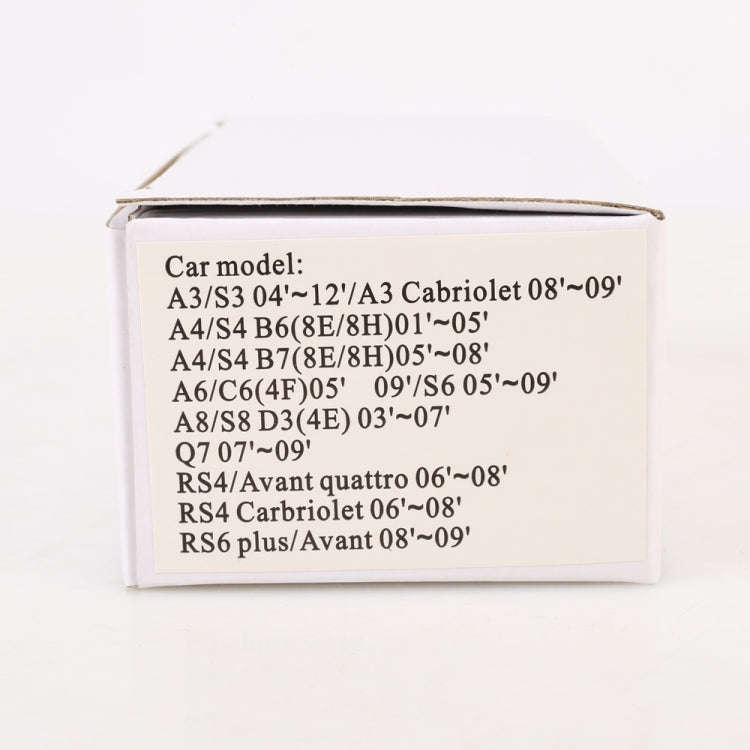 Car model:
A3/S3 04'~12'/A3 Cabriolet 08'~09'
A4/S4 B6(8E/8H)01'~05'
A4/S4 B7(8E/8H)05'~08'
A6/C6(4F)05' 09'/S6 05'~09'
A8/S8 D3(4E) 03'~07'
Q7 07'~09'
RS4/Avant quattro 06'~08'
RS4 Carbriolet 06'~08'
RS6 plus/Avant 08'~09'